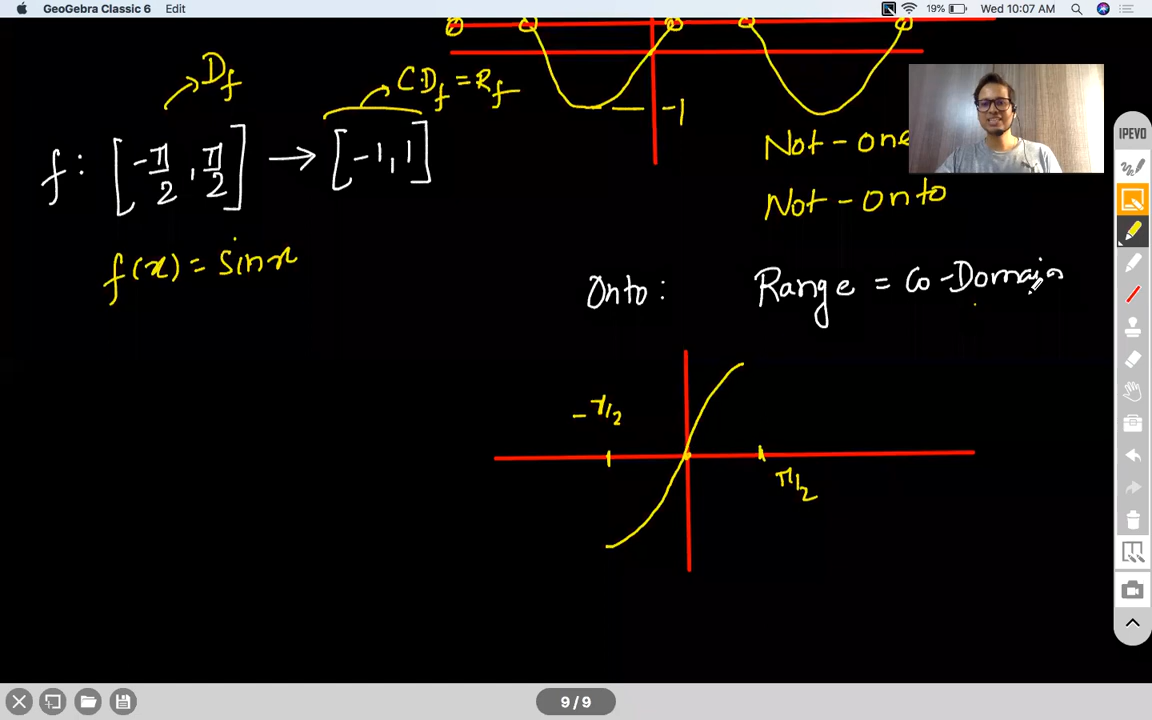 GeoGebra Classic 6 Edit 19% Wed 10:07 AM
-1
D_f
C D_f = R_f
f : [-π/2 , π/2] → [-1, 1]
Not-one
Not-onto
f(x) = sin x
Onto : Range = Co-Domain
-π/2
π/2
IPEVO
9 / 9